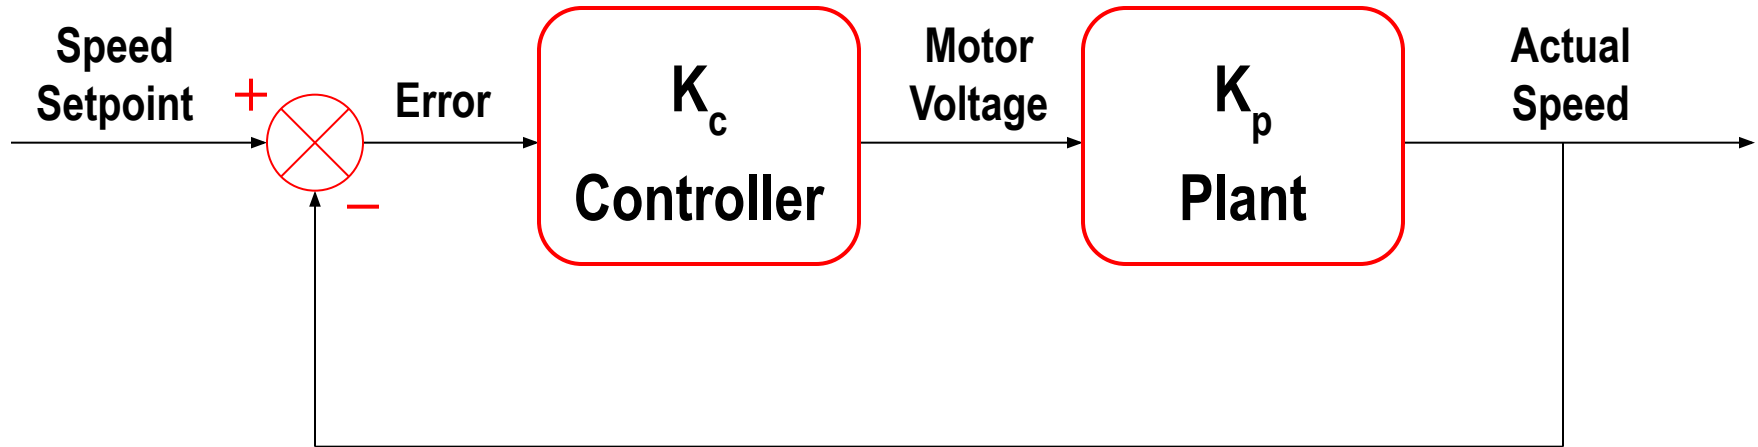 Speed
Setpoint
+
−
Error
Kc
Controller
Motor
Voltage
Kp
Plant
Actual
Speed